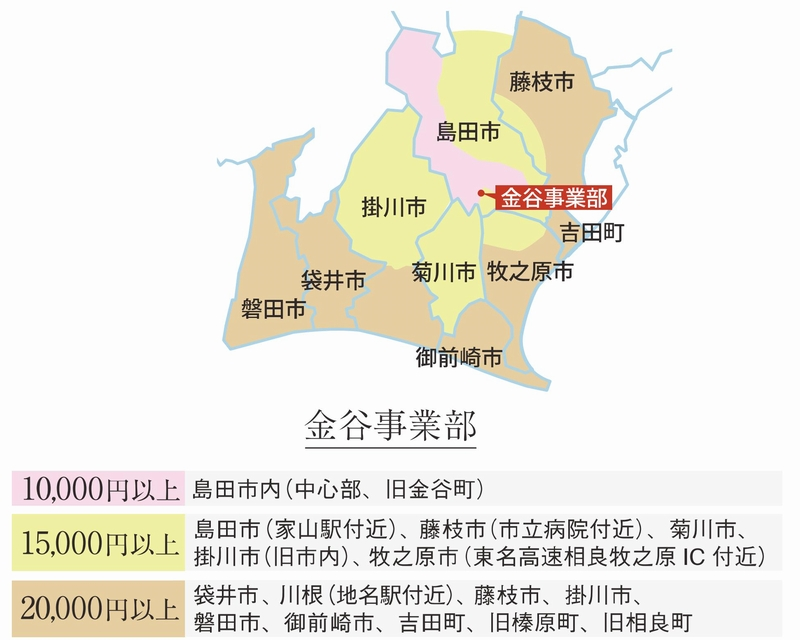 藤枝市
島田市
金谷事業部
掛川市
吉田町
菊川市
牧之原市
袋井市
磐田市
御前崎市
金谷事業部
10,000円以上 島田市内（中心部、旧金谷町）
15,000円以上 島田市（家山駅付近）、藤枝市（市立病院付近）、菊川市、
掛川市（旧市内）、牧之原市（東名高速相良牧之原 IC 付近）
20,000円以上 袋井市、川根（地名駅付近）、藤枝市、掛川市、
磐田市、御前崎市、吉田町、旧榛原町、旧相良町